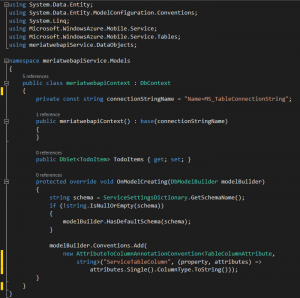 using System.Data.Entity;
using System.Data.Entity.ModelConfiguration.Conventions;
using System.Linq;
using Microsoft.WindowsAzure.Mobile.Service;
using Microsoft.WindowsAzure.Mobile.Service.Tables;
using meriatwebapiService.DataObjects;
namespace meriatwebapiService.Models
{
5 references
public class meriatwebapiContext : DbContext
{
private const string connectionStringName = "Name=MS_TableConnectionString";
1 reference
public meriatwebapiContext() : base(connectionStringName)
{
}
0 references
public DbSet<TodoItem> TodoItems { get; set; }
0 references
protected override void OnModelCreating(DbModelBuilder modelBuilder)
{
string schema = ServiceSettingsDictionary.GetSchemaName();
if (!string.IsNullOrEmpty(schema))
{
modelBuilder.HasDefaultSchema(schema);
}
modelBuilder.Conventions.Add(
new AttributeToColumnAnnotationConvention<TableColumnAttribute,
string>("ServiceTableColumn", (property, attributes) =>
attributes.Single().ColumnType.ToString()));
}
}
}